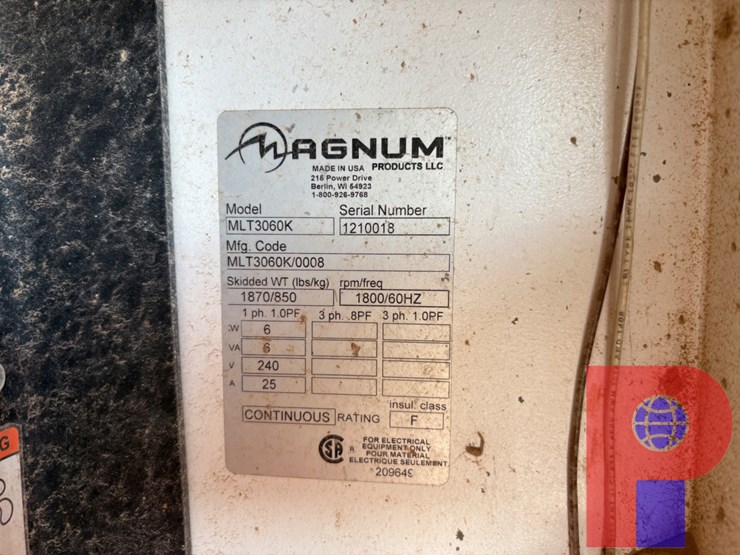 MAGNUM™
PRODUCTS LLC
MADE IN USA
215 Power Drive
Berlin, WI 54923
1-800-926-9768
Model Serial Number
MLT3060K 1210018
Mfg. Code
MLT3060K/0008
Skidded WT (lbs/kg) rpm/freq
1870/850 1800/60HZ
1 ph. 1.0PF 3 ph. .8PF 3 ph. 1.0PF
W 6
VA 6
V 240
A 25
insul. class
CONTINUOUS RATING F
SA
R
FOR ELECTRICAL
EQUIPMENT ONLY
POUR MATERIAL
ELECTRIQUE SEULEMENT
G
P